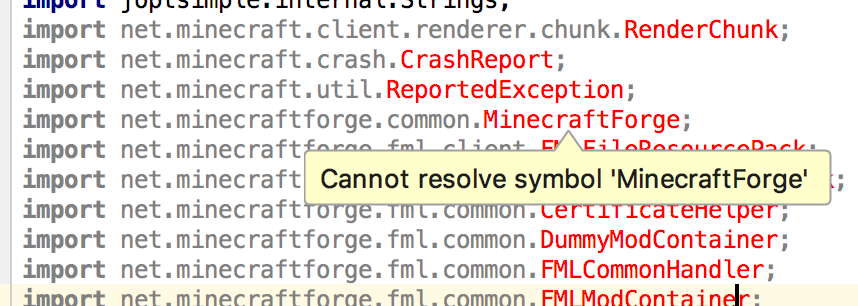 import joptsimple.internal.Strings;
import net.minecraft.client.renderer.chunk.RenderChunk;
import net.minecraft.crash.CrashReport;
import net.minecraft.util.ReportedException;
import net.minecraftforge.common.MinecraftForge;
import net.minecraftforge.fml.client.FMLFileResourcePack;
Cannot resolve symbol 'MinecraftForge'
import k;
import net.minecraftforge.fml.common.CertificateHelper;
import net.minecraftforge.fml.common.DummyModContainer;
import net.minecraftforge.fml.common.FMLCommonHandler;
import net.minecraftforge.fml.common.FMLModContainer;